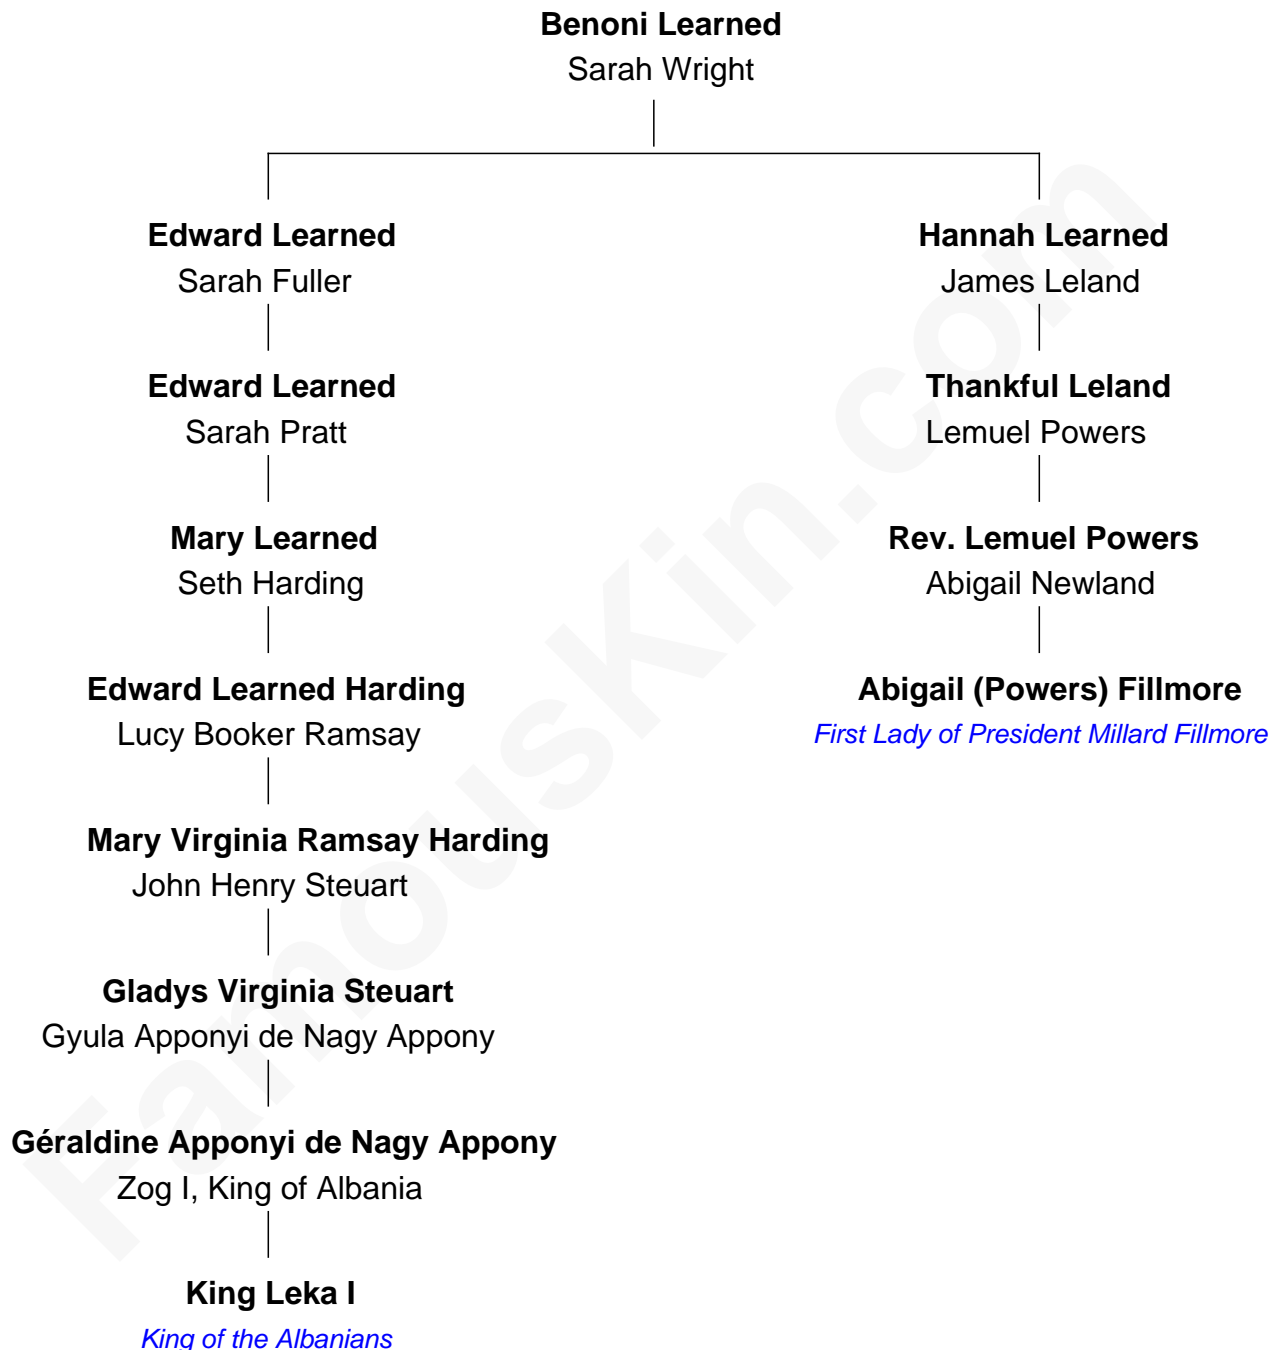 Benoni Learned
Sarah Wright
Edward Learned
Sarah Fuller
Hannah Learned
James Leland
Edward Learned
Sarah Pratt
Thankful Leland
Lemuel Powers
Mary Learned
Seth Harding
Rev. Lemuel Powers
Abigail Newland
Edward Learned Harding
Lucy Booker Ramsay
Abigail (Powers) Fillmore
First Lady of President Millard Fillmore
Mary Virginia Ramsay Harding
John Henry Steuart
Gladys Virginia Steuart
Gyula Apponyi de Nagy Appony
Géraldine Apponyi de Nagy Appony
Zog I, King of Albania
King Leka I
King of the Albanians
FamousKin.com